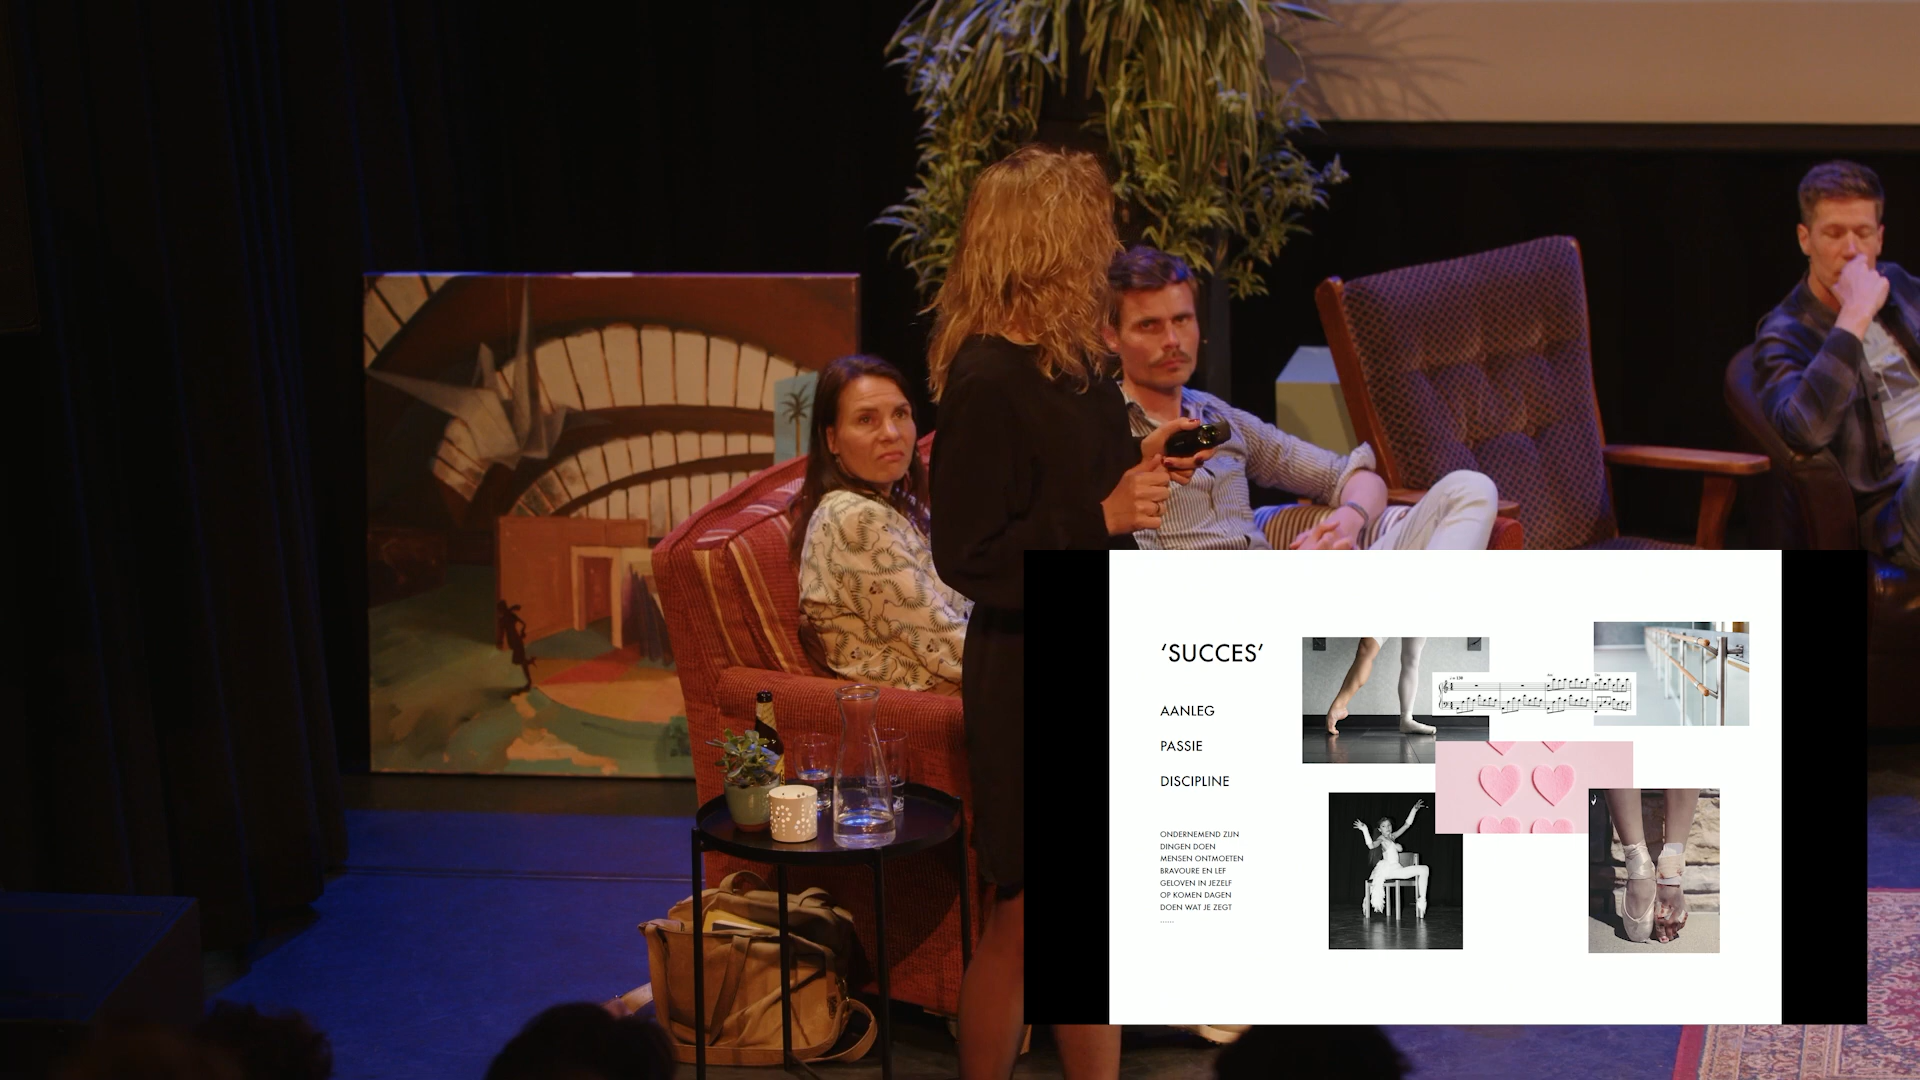 ‘SUCCES’
AANLEG
PASSIE
DISCIPLINE
ONDERNEMEND ZIJN
DINGEN DOEN
MENSEN ONTMOETEN
BRAVOURE EN LEF
GELOVEN IN JEZELF
OP KOMEN DAGEN
DOEN WAT JE ZEGT
......